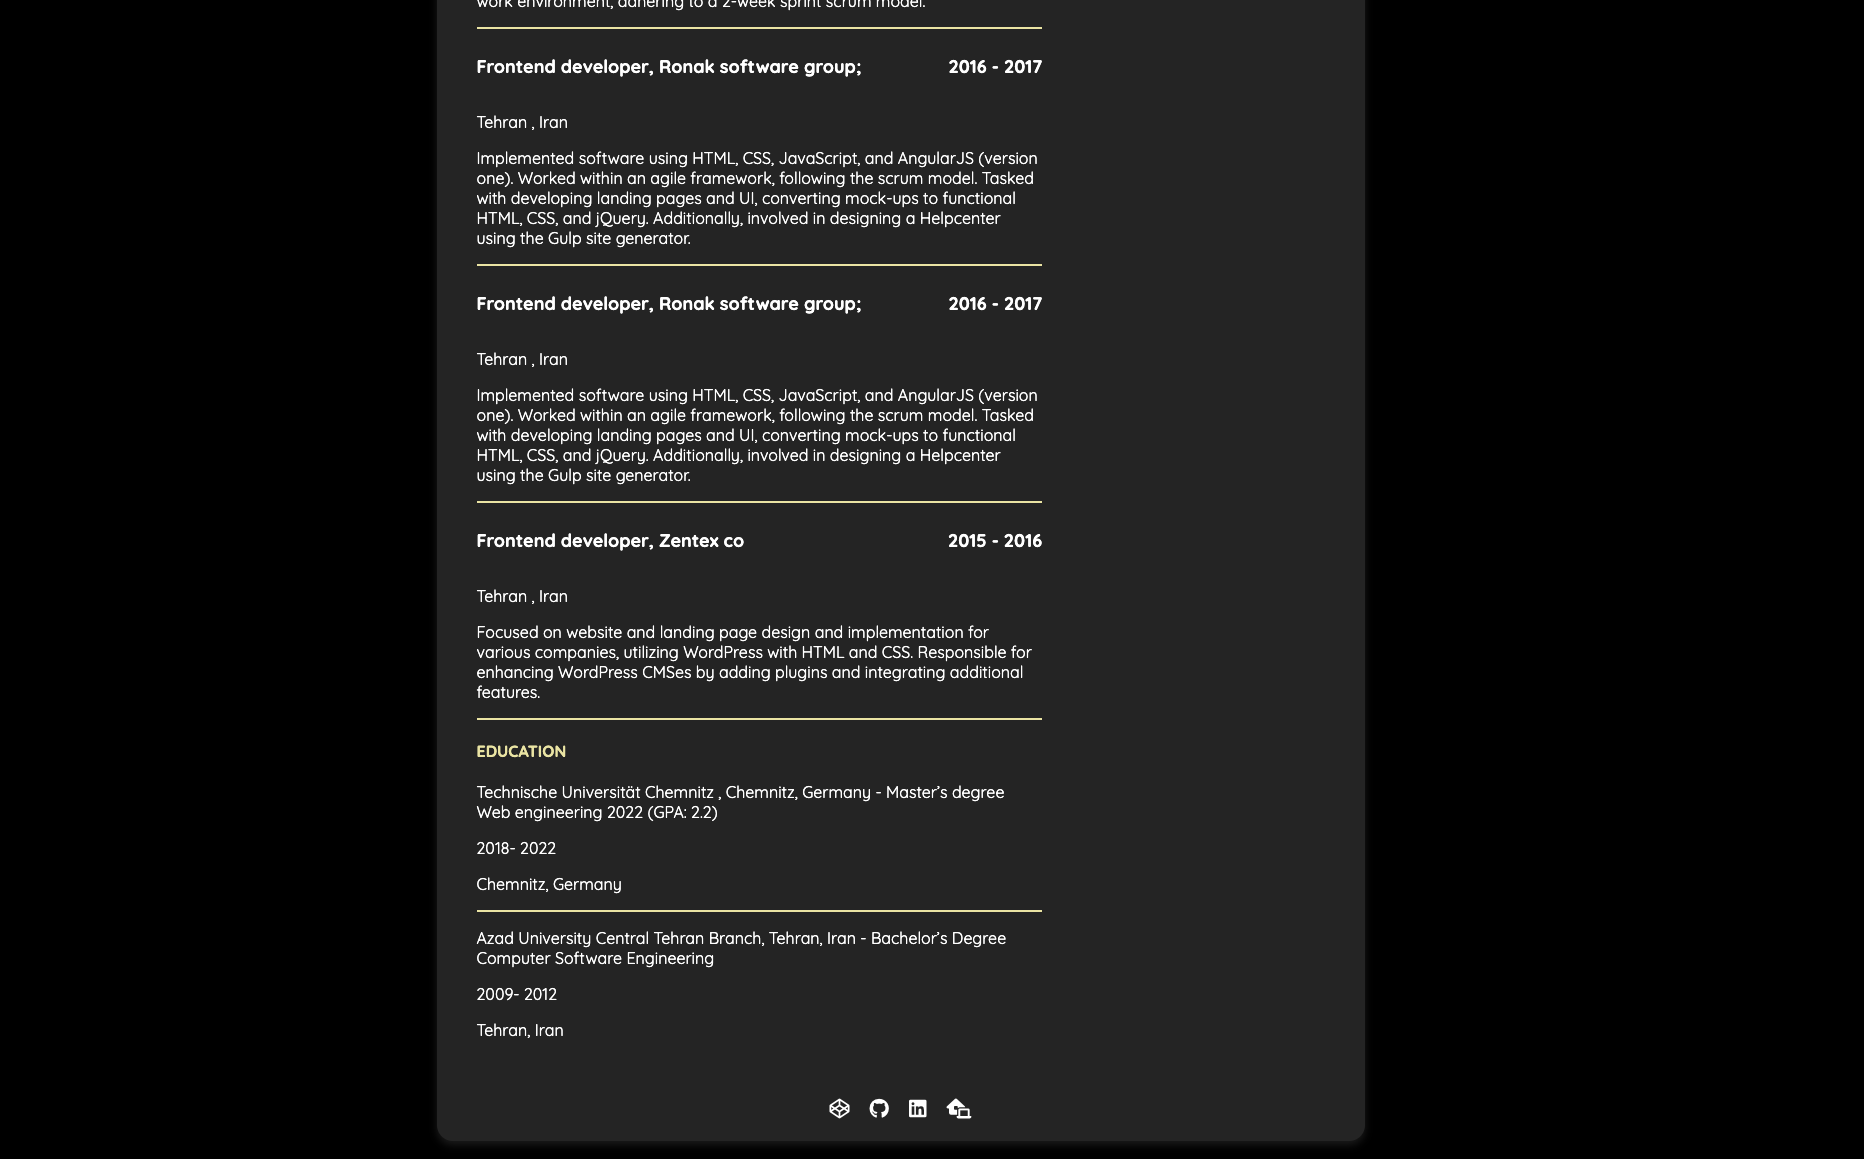 work environment, adhering to a 2-week sprint scrum model.
Frontend developer, Ronak software group; 2016 - 2017
Tehran , Iran
Implemented software using HTML, CSS, JavaScript, and AngularJS (version
one). Worked within an agile framework, following the scrum model. Tasked
with developing landing pages and UI, converting mock-ups to functional
HTML, CSS, and jQuery. Additionally, involved in designing a Helpcenter
using the Gulp site generator.
Frontend developer, Ronak software group; 2016 - 2017
Tehran , Iran
Implemented software using HTML, CSS, JavaScript, and AngularJS (version
one). Worked within an agile framework, following the scrum model. Tasked
with developing landing pages and UI, converting mock-ups to functional
HTML, CSS, and jQuery. Additionally, involved in designing a Helpcenter
using the Gulp site generator.
Frontend developer, Zentex co 2015 - 2016
Tehran , Iran
Focused on website and landing page design and implementation for
various companies, utilizing WordPress with HTML and CSS. Responsible for
enhancing WordPress CMSes by adding plugins and integrating additional
features.
EDUCATION
Technische Universität Chemnitz , Chemnitz, Germany - Master’s degree
Web engineering 2022 (GPA: 2.2)
2018- 2022
Chemnitz, Germany
Azad University Central Tehran Branch, Tehran, Iran - Bachelor’s Degree
Computer Software Engineering
2009- 2012
Tehran, Iran